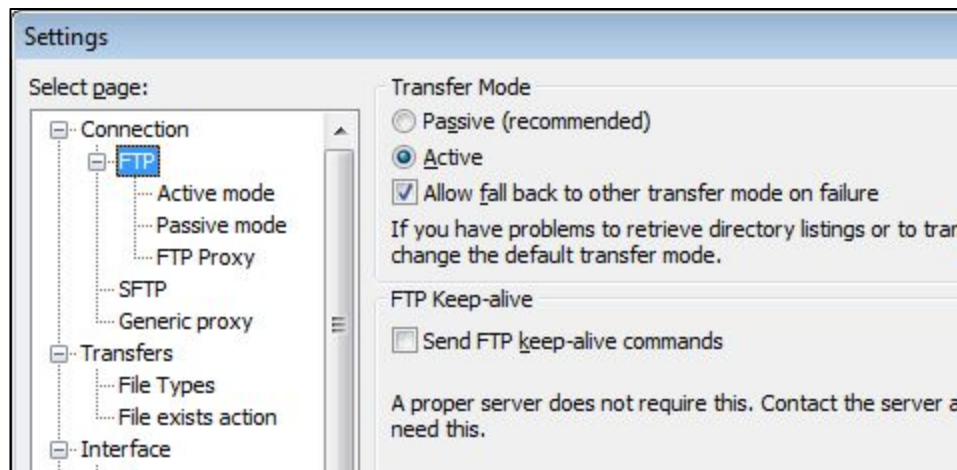 Settings
Select page:
Connection
FTP
Active mode
Passive mode
FTP Proxy
SFTP
Generic proxy
Transfers
File Types
File exists action
Interface
Transfer Mode
Passive (recommended)
Active
Allow fall back to other transfer mode on failure
If you have problems to retrieve directory listings or to
change the default transfer mode.
FTP Keep-alive
Send FTP keep-alive commands
A proper server does not require this. Contact the server
need this.